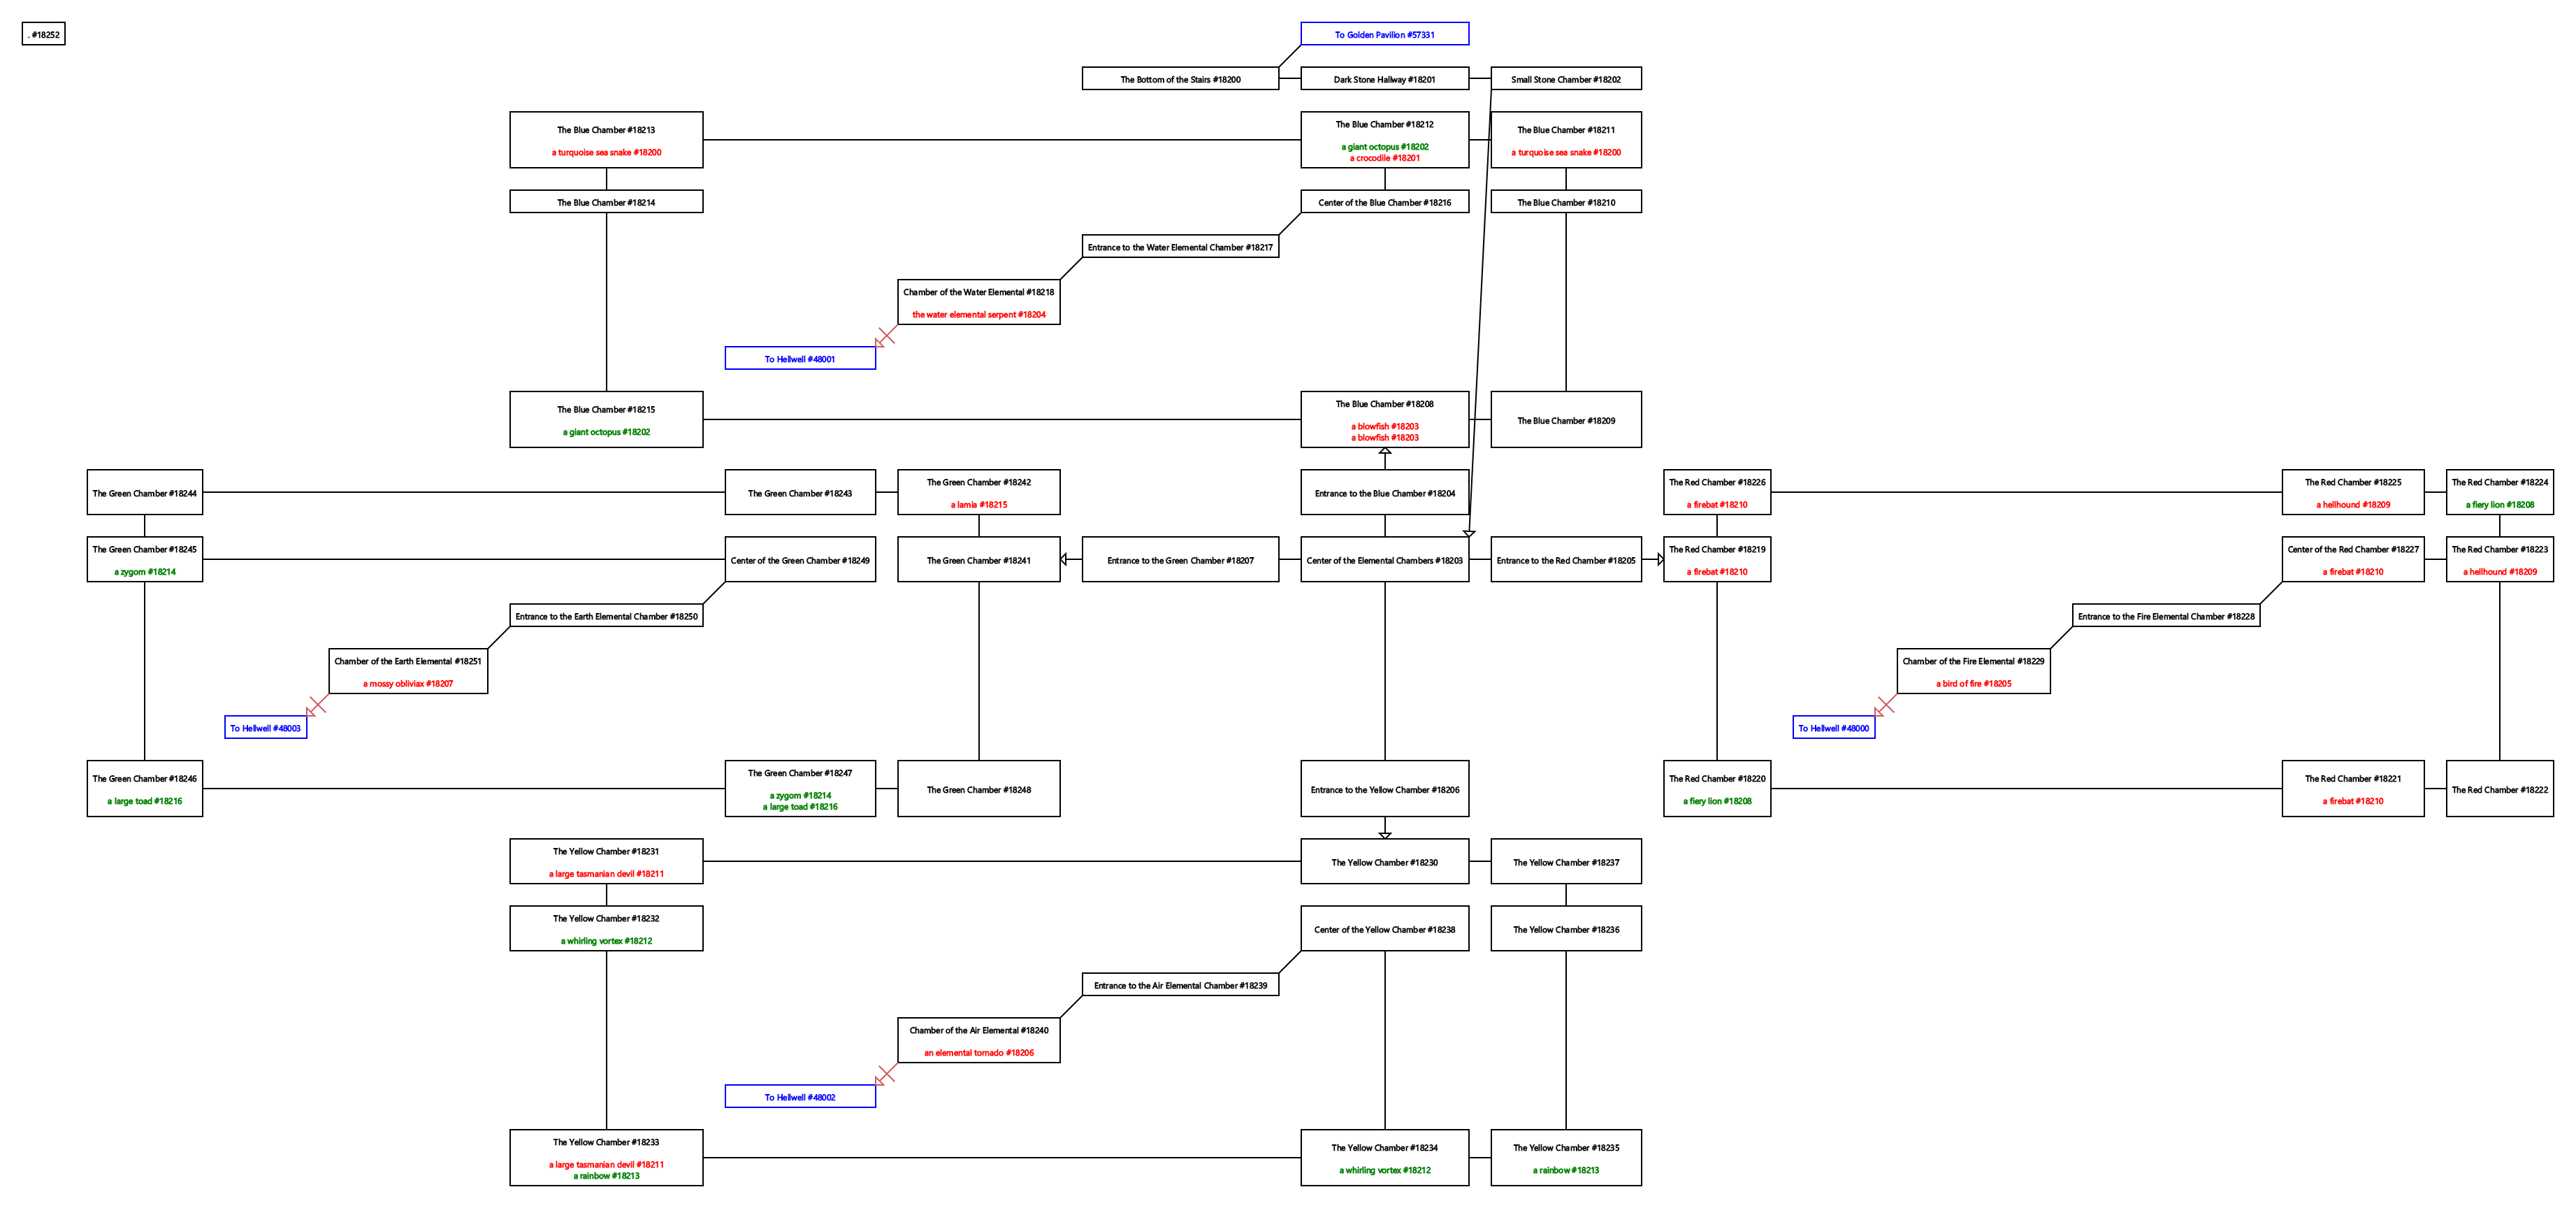 . #18252
To Golden Pavilion #57331
The Bottom of the Stairs #18200
Dark Stone Hallway #18201
Small Stone Chamber #18202
The Blue Chamber #18213
a turquoise sea snake #18200
The Blue Chamber #18212
a giant octopus #18202
a crocodile #18201
The Blue Chamber #18211
a turquoise sea snake #18200
The Blue Chamber #18214
Center of the Blue Chamber #18216
The Blue Chamber #18210
Entrance to the Water Elemental Chamber #18217
Chamber of the Water Elemental #18218
the water elemental serpent #18204
To Hellwell #48001
The Blue Chamber #18215
a giant octopus #18202
The Blue Chamber #18208
a blowfish #18203
a blowfish #18203
The Blue Chamber #18209
The Green Chamber #18244
The Green Chamber #18243
The Green Chamber #18242
a lamia #18215
Entrance to the Blue Chamber #18204
The Red Chamber #18226
a firebat #18210
The Red Chamber #18225
a hellhound #18209
The Red Chamber #18224
a fiery lion #18208
The Green Chamber #18245
a zygom #18214
Center of the Green Chamber #18249
The Green Chamber #18241
Entrance to the Green Chamber #18207
Center of the Elemental Chambers #18203
Entrance to the Red Chamber #18205
The Red Chamber #18219
a firebat #18210
Center of the Red Chamber #18227
a firebat #18210
The Red Chamber #18223
a hellhound #18209
Entrance to the Earth Elemental Chamber #18250
Entrance to the Fire Elemental Chamber #18228
Chamber of the Earth Elemental #18251
a mossy obliviax #18207
Chamber of the Fire Elemental #18229
a bird of fire #18205
To Hellwell #48003
To Hellwell #48000
The Green Chamber #18246
a large toad #18216
The Green Chamber #18247
a zygom #18214
a large toad #18216
The Green Chamber #18248
Entrance to the Yellow Chamber #18206
The Red Chamber #18220
a fiery lion #18208
The Red Chamber #18221
a firebat #18210
The Red Chamber #18222
The Yellow Chamber #18231
a large tasmanian devil #18211
The Yellow Chamber #18230
The Yellow Chamber #18237
The Yellow Chamber #18232
a whirling vortex #18212
Center of the Yellow Chamber #18238
The Yellow Chamber #18236
Entrance to the Air Elemental Chamber #18239
Chamber of the Air Elemental #18240
an elemental tornado #18206
To Hellwell #48002
The Yellow Chamber #18233
a large tasmanian devil #18211
a rainbow #18213
The Yellow Chamber #18234
a whirling vortex #18212
The Yellow Chamber #18235
a rainbow #18213